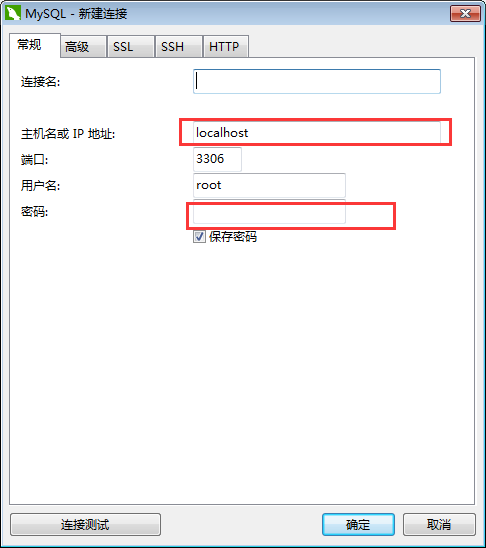 MySQL - 新建连接
常规 高级 SSL SSH HTTP
连接名:
主机名或 IP 地址: localhost
端口: 3306
用户名: root
密码:
保存密码
连接测试 确定 取消